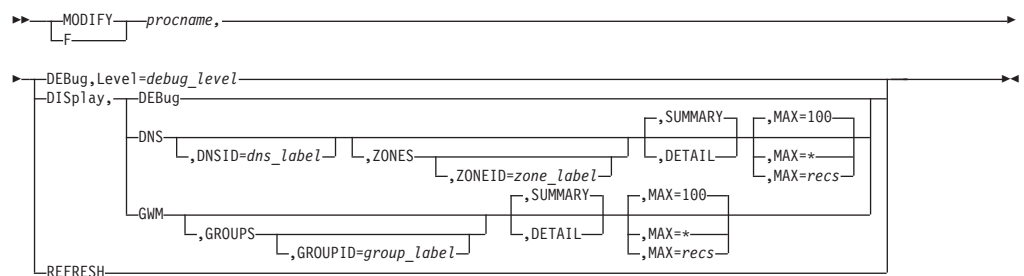 MODIFY procname,
F
DEBug,Level=debug_level
DISplay, DEBug
,SUMMARY ,MAX=100
DNS
,DNSID=dns_label ,ZONES ,DETAIL ,MAX=*
,ZONEID=zone_label ,MAX=recs
,SUMMARY ,MAX=100
GWM
,GROUPS ,DETAIL ,MAX=*
,GROUPID=group_label ,MAX=recs
REFRESH